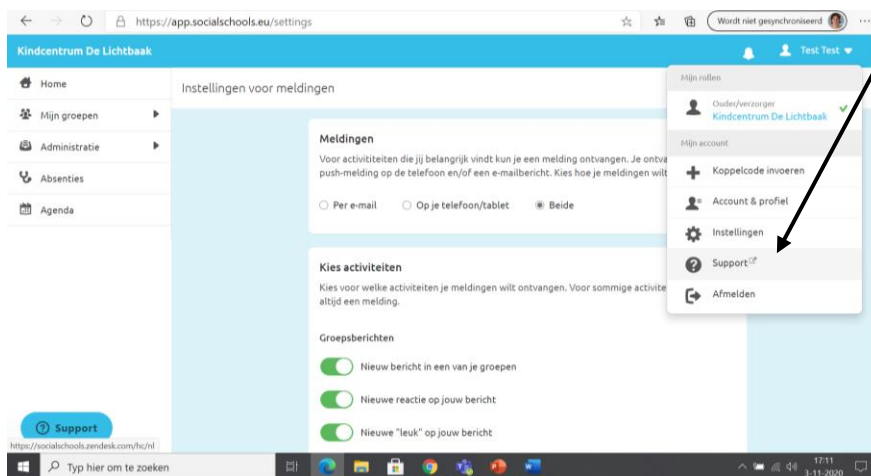 https://app.socialschools.eu/settings
Wordt niet gesynchroniseerd
Kindcentrum De Lichtbaak
Test Test
Home
Mijn groepen
Administratie
Absenties
Agenda
Instellingen voor meldingen
Meldingen
Voor activititeiten die jij belangrijk vindt kun je een melding ontvangen. Je ontva
push-melding op de telefoon en/of een e-mailbericht. Kies hoe je meldingen wilt
Per e-mail
Op je telefoon/tablet
Beide
Kies activiteiten
Kies voor welke activiteiten je meldingen wilt ontvangen. Voor sommige activite
altijd een melding.
Groepsberichten
Nieuw bericht in een van je groepen
Nieuwe reactie op jouw bericht
Nieuwe "leuk" op jouw bericht
Mijn rollen
Ouder/verzorger
Kindcentrum De Lichtbaak
Mijn account
Koppelcode invoeren
Account & profiel
Instellingen
Support
Afmelden
Support
https://socialschools.zendesk.com/hc/nl
Typ hier om te zoeken
17:11
3-11-2020